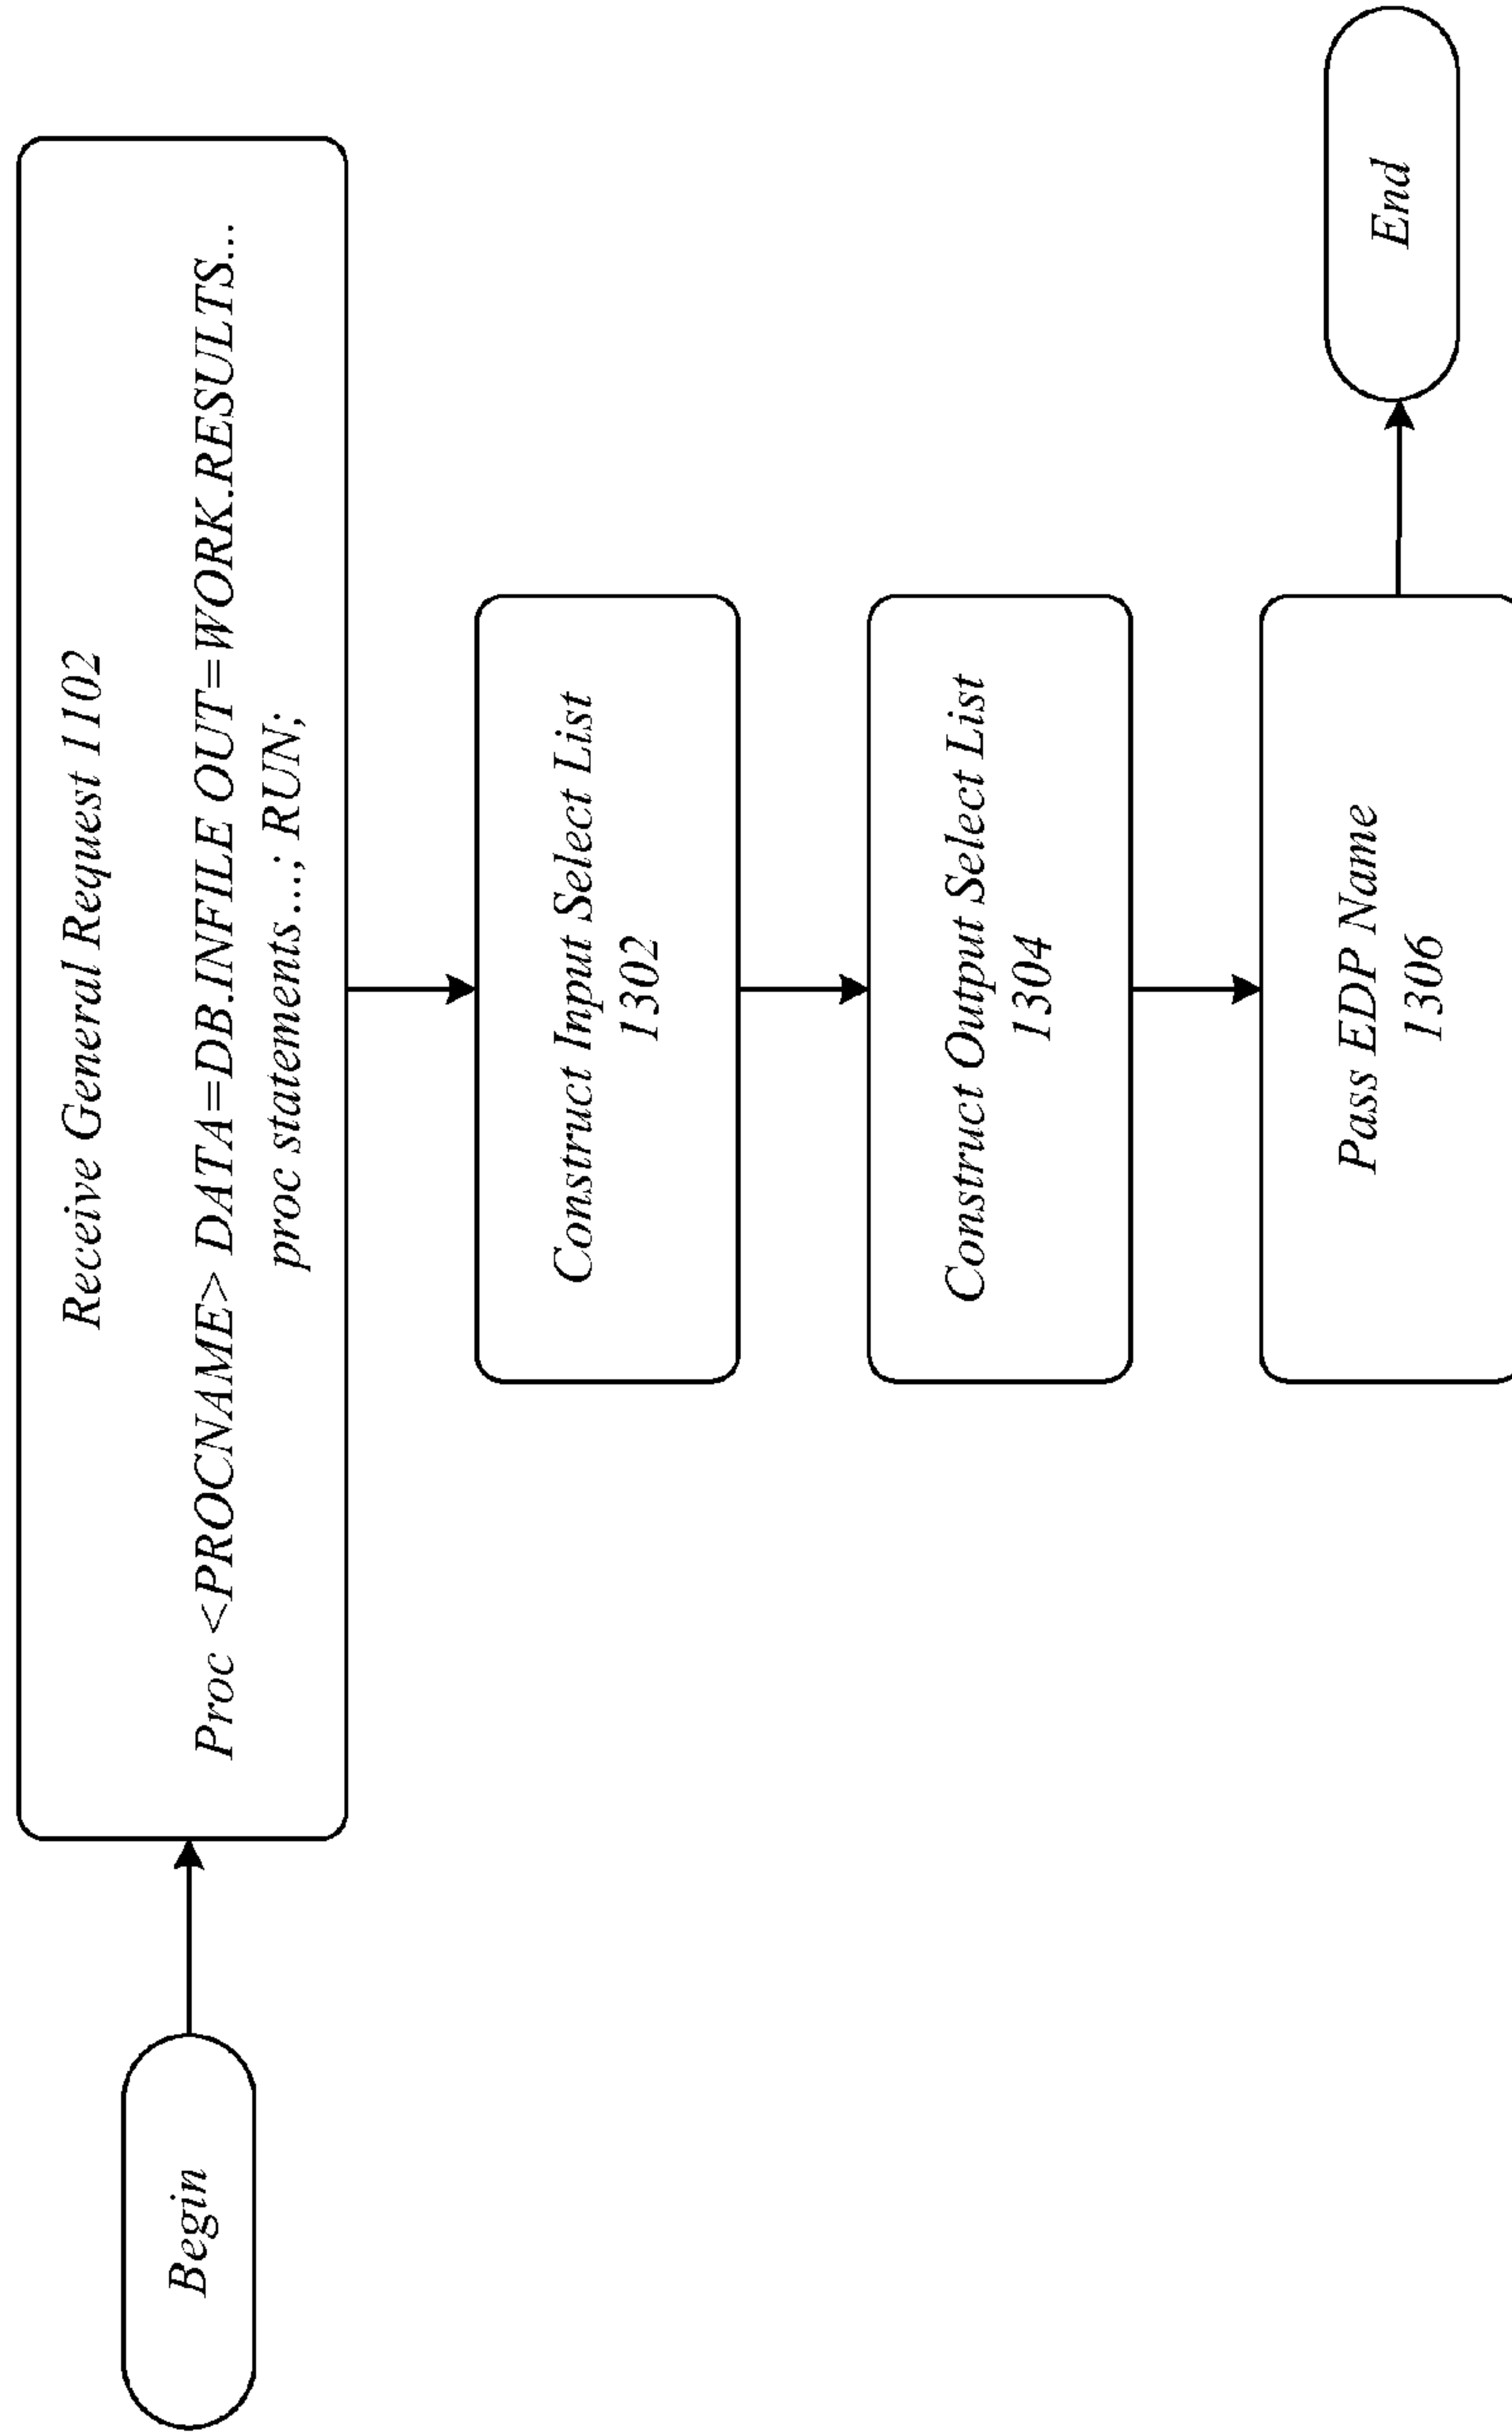 Begin
Receive General Request 1102
Proc <PROCNAME> DATA=DB.INFILE OUT=WORK.RESULTS...
proc statements ...; RUN;
Construct Input Select List
1302
Construct Output Select List
1304
Pass EDP Name
1306
End